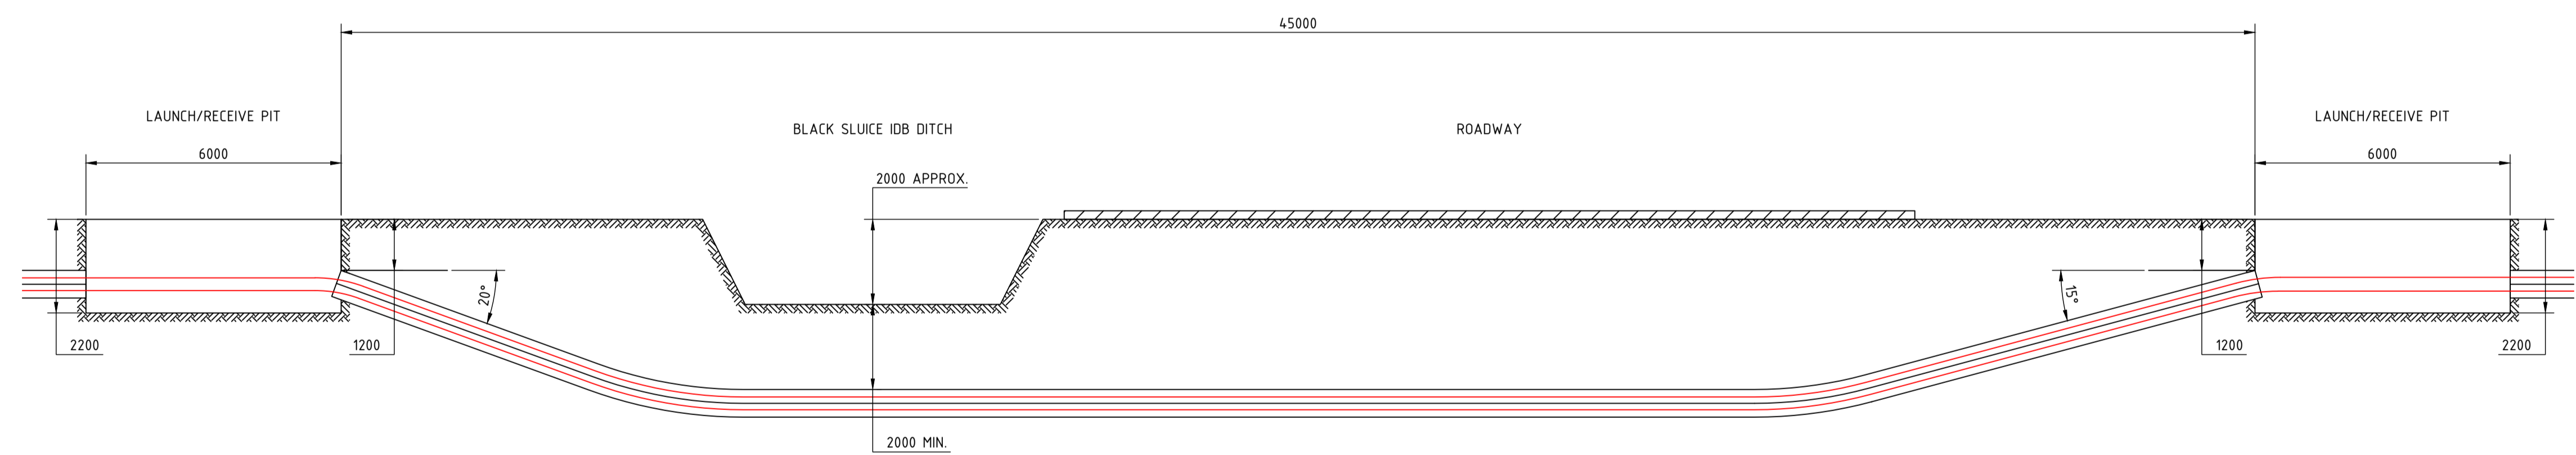 45000
LAUNCH/RECEIVE PIT
LAUNCH/RECEIVE PIT
BLACK SLUICE IDB DITCH
ROADWAY
6000
6000
2000 APPROX.
20°
15°
2200
1200
1200
2200
2000 MIN.